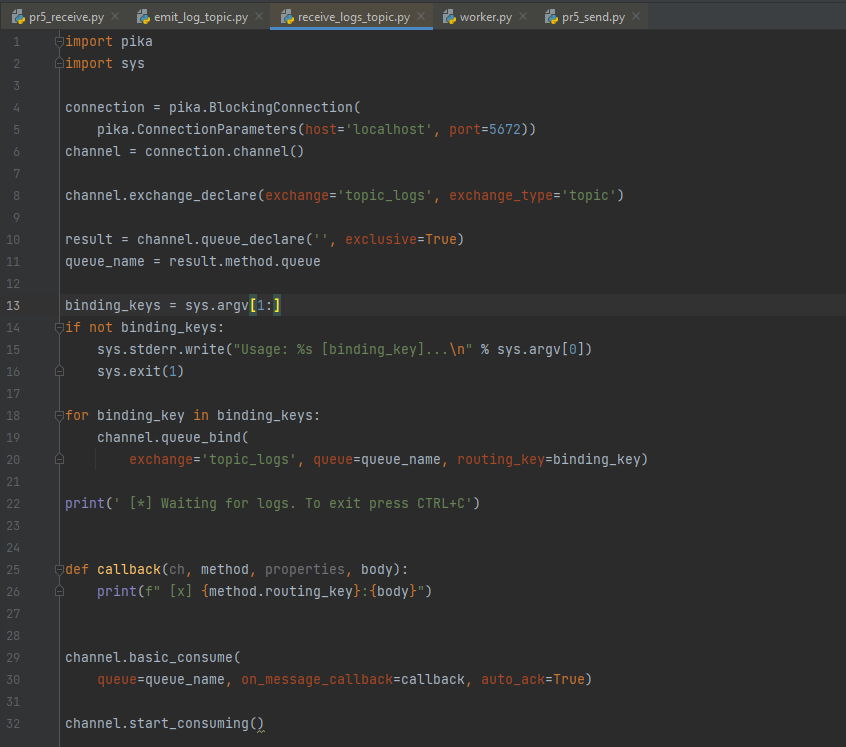 pr5_receive.py emit_log_topic.py receive_logs_topic.py worker.py pr5_send.py
1 import pika
2 import sys
3
4 connection = pika.BlockingConnection(
5     pika.ConnectionParameters(host='localhost', port=5672))
6 channel = connection.channel()
7
8 channel.exchange_declare(exchange='topic_logs', exchange_type='topic')
9
10 result = channel.queue_declare('', exclusive=True)
11 queue_name = result.method.queue
12
13 binding_keys = sys.argv[1:]
14 if not binding_keys:
15     sys.stderr.write("Usage: %s [binding_key]...\n" % sys.argv[0])
16     sys.exit(1)
17
18 for binding_key in binding_keys:
19     channel.queue_bind(
20         exchange='topic_logs', queue=queue_name, routing_key=binding_key)
21
22 print(' [*] Waiting for logs. To exit press CTRL+C')
23
24
25 def callback(ch, method, properties, body):
26     print(f" [x] {method.routing_key}:{body}")
27
28
29 channel.basic_consume(
30     queue=queue_name, on_message_callback=callback, auto_ack=True)
31
32 channel.start_consuming()